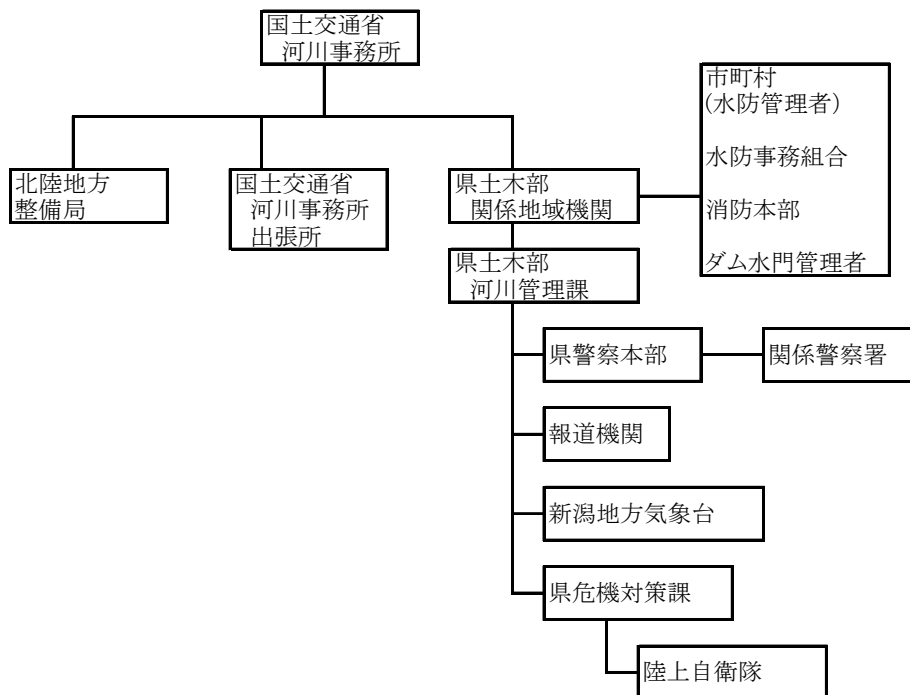 国土交通省
河川事務所
市町村
(水防管理者)
水防事務組合
消防本部
ダム水門管理者
北陸地方
整備局
国土交通省
河川事務所
出張所
県土木部
関係地域機関
県土木部
河川管理課
県警察本部
関係警察署
報道機関
新潟地方気象台
県危機対策課
陸上自衛隊